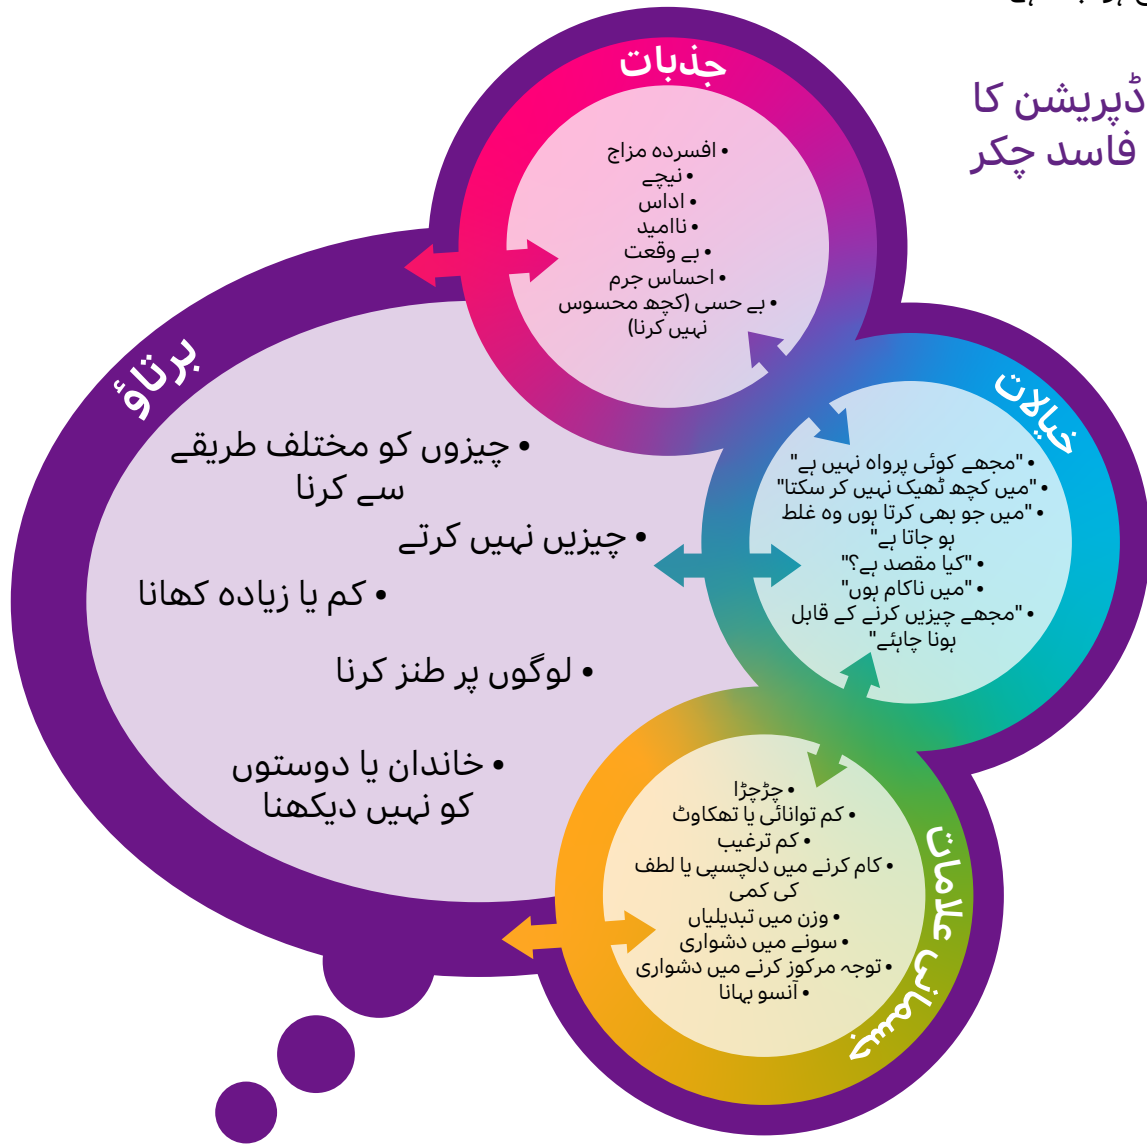 ڈپریشن کا
فاسد چکر
جذبات
• افسردہ مزاج
• نیچے
• اداس
• ناامید
• بے وقعت
• احساس جرم
• بے حسی (کچھ محسوس
نہیں کرنا)
خیالات
• "مجھے کوئی پرواہ نہیں ہے"
• "میں کچھ ٹھیک نہیں کر سکتا"
• "میں جو بھی کرتا ہوں وہ غلط
ہو جاتا ہے"
• "کیا مقصد ہے؟"
• "میں ناکام ہوں"
• "مجھے چیزیں کرنے کے قابل
ہونا چاہئے"
برتاؤ
• چیزوں کو مختلف طریقے
سے کرنا
• چیزیں نہیں کرتے
• کم یا زیادہ کھانا
• لوگوں پر طنز کرنا
• خاندان یا دوستوں
کو نہیں دیکھنا
جسمانی علامات
• چڑچڑا
• کم توانائی یا تھکاوٹ
• کم ترغیب
• کام کرنے میں دلچسپی یا لطف
کی کمی
• وزن میں تبدیلیاں
• سونے میں دشواری
• توجہ مرکوز کرنے میں دشواری
• آنسو بہانا